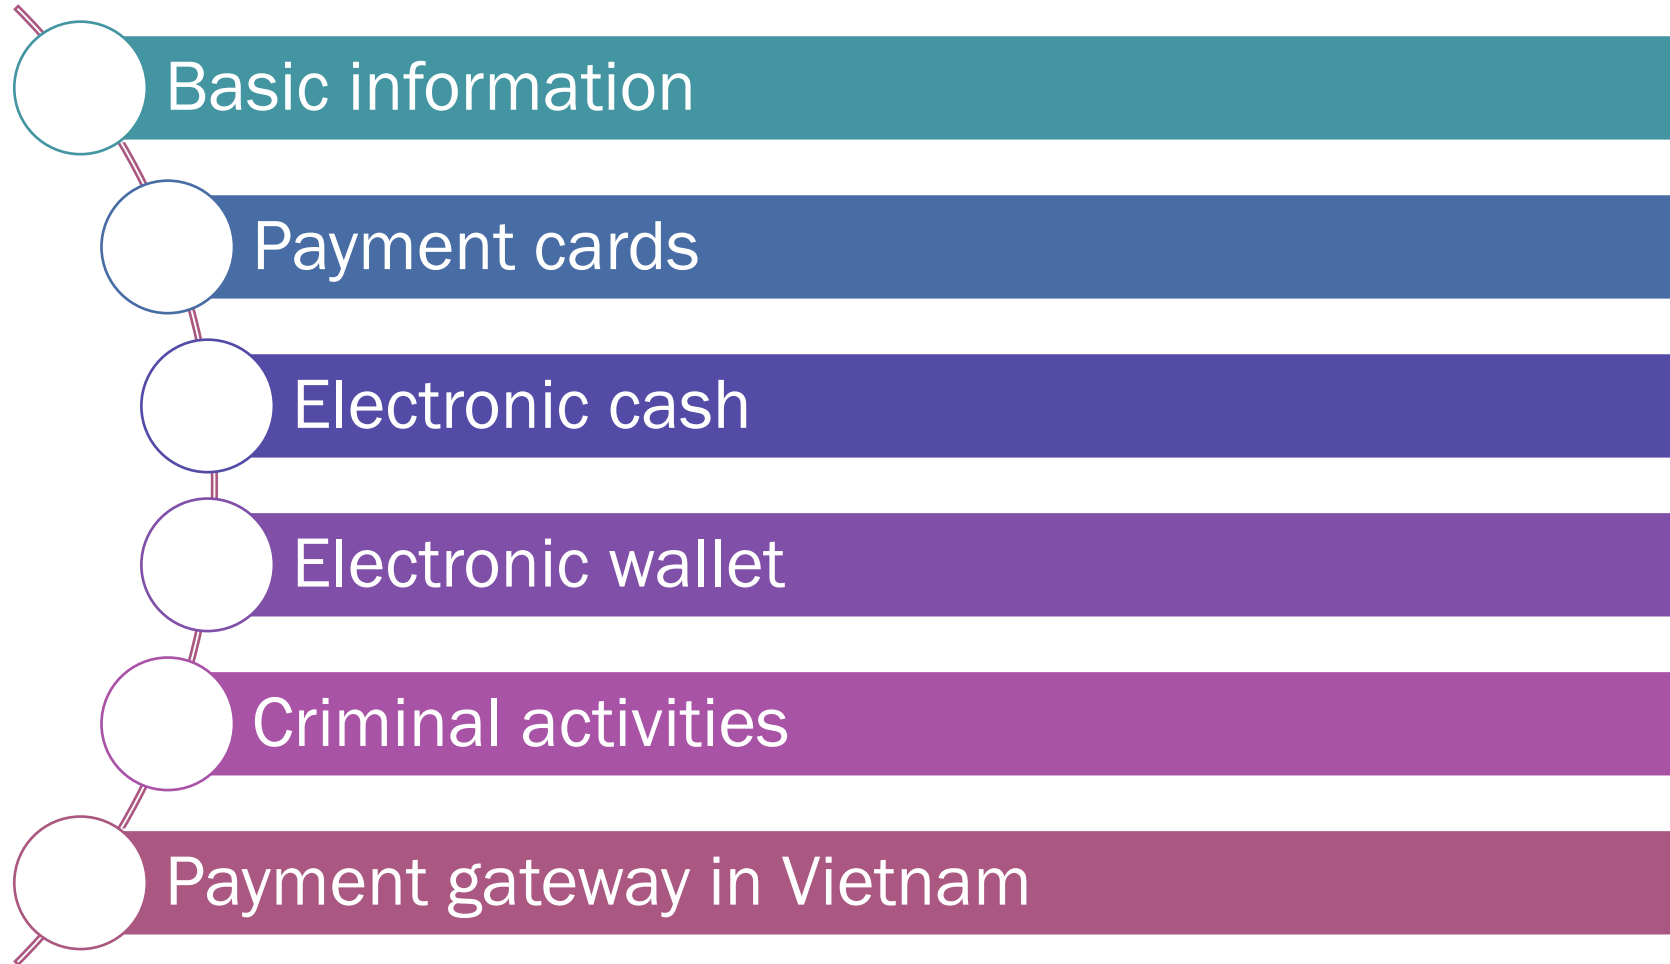 Basic information
Payment cards
Electronic cash
Electronic wallet
Criminal activities
Payment gateway in Vietnam